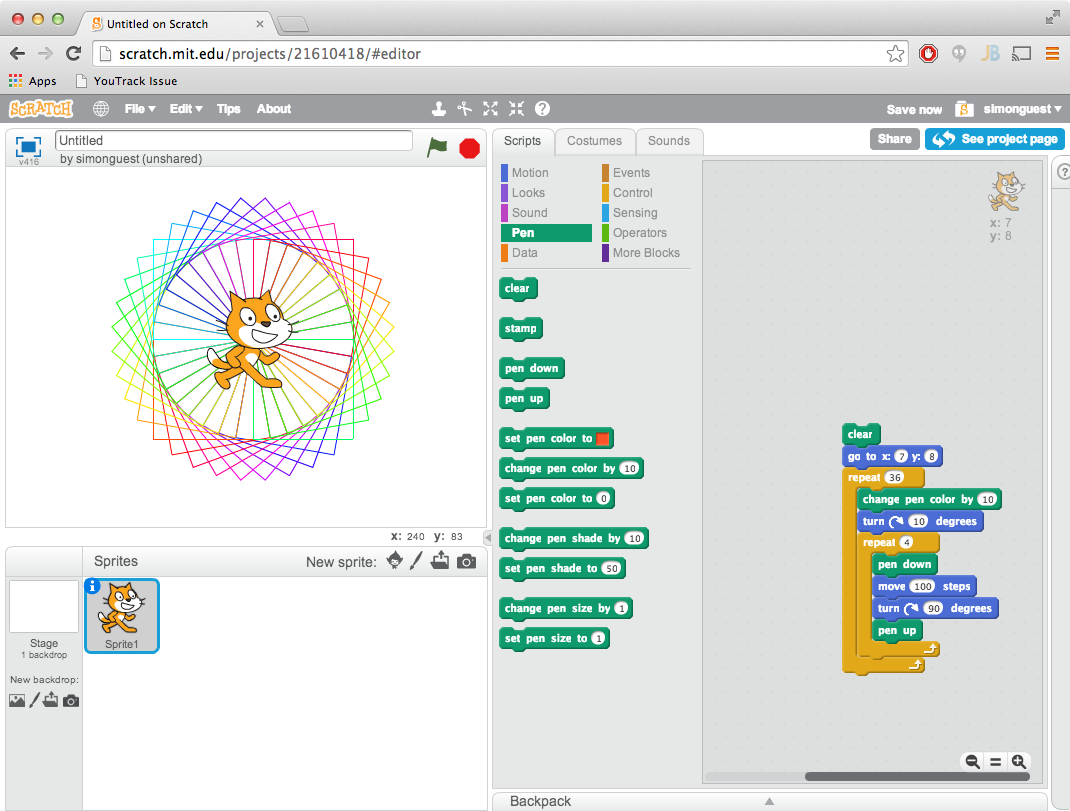 Untitled on Scratch
scratch.mit.edu/projects/21610418/#editor
JB
Apps YouTrack Issue
SCRATCH File Edit Tips About Save now S simonguest
v416
Untitled
by simonguest (unshared)
Scripts Costumes Sounds Share See project page
?
Motion Events
Looks Control
Sound Sensing
Pen Operators
Data More Blocks
x: 7
y: 8
clear
stamp
pen down
pen up
set pen color to
change pen color by 10
set pen color to 0
change pen shade by 10
set pen shade to 50
change pen size by 1
set pen size to 1
clear
go to x: 7 y: 8
repeat 36
change pen color by 10
turn 10 degrees
repeat 4
pen down
move 100 steps
turn 90 degrees
pen up
x: 240 y: 83
Sprites New sprite:
Stage
1 backdrop
New backdrop:
i
Sprite1
Backpack